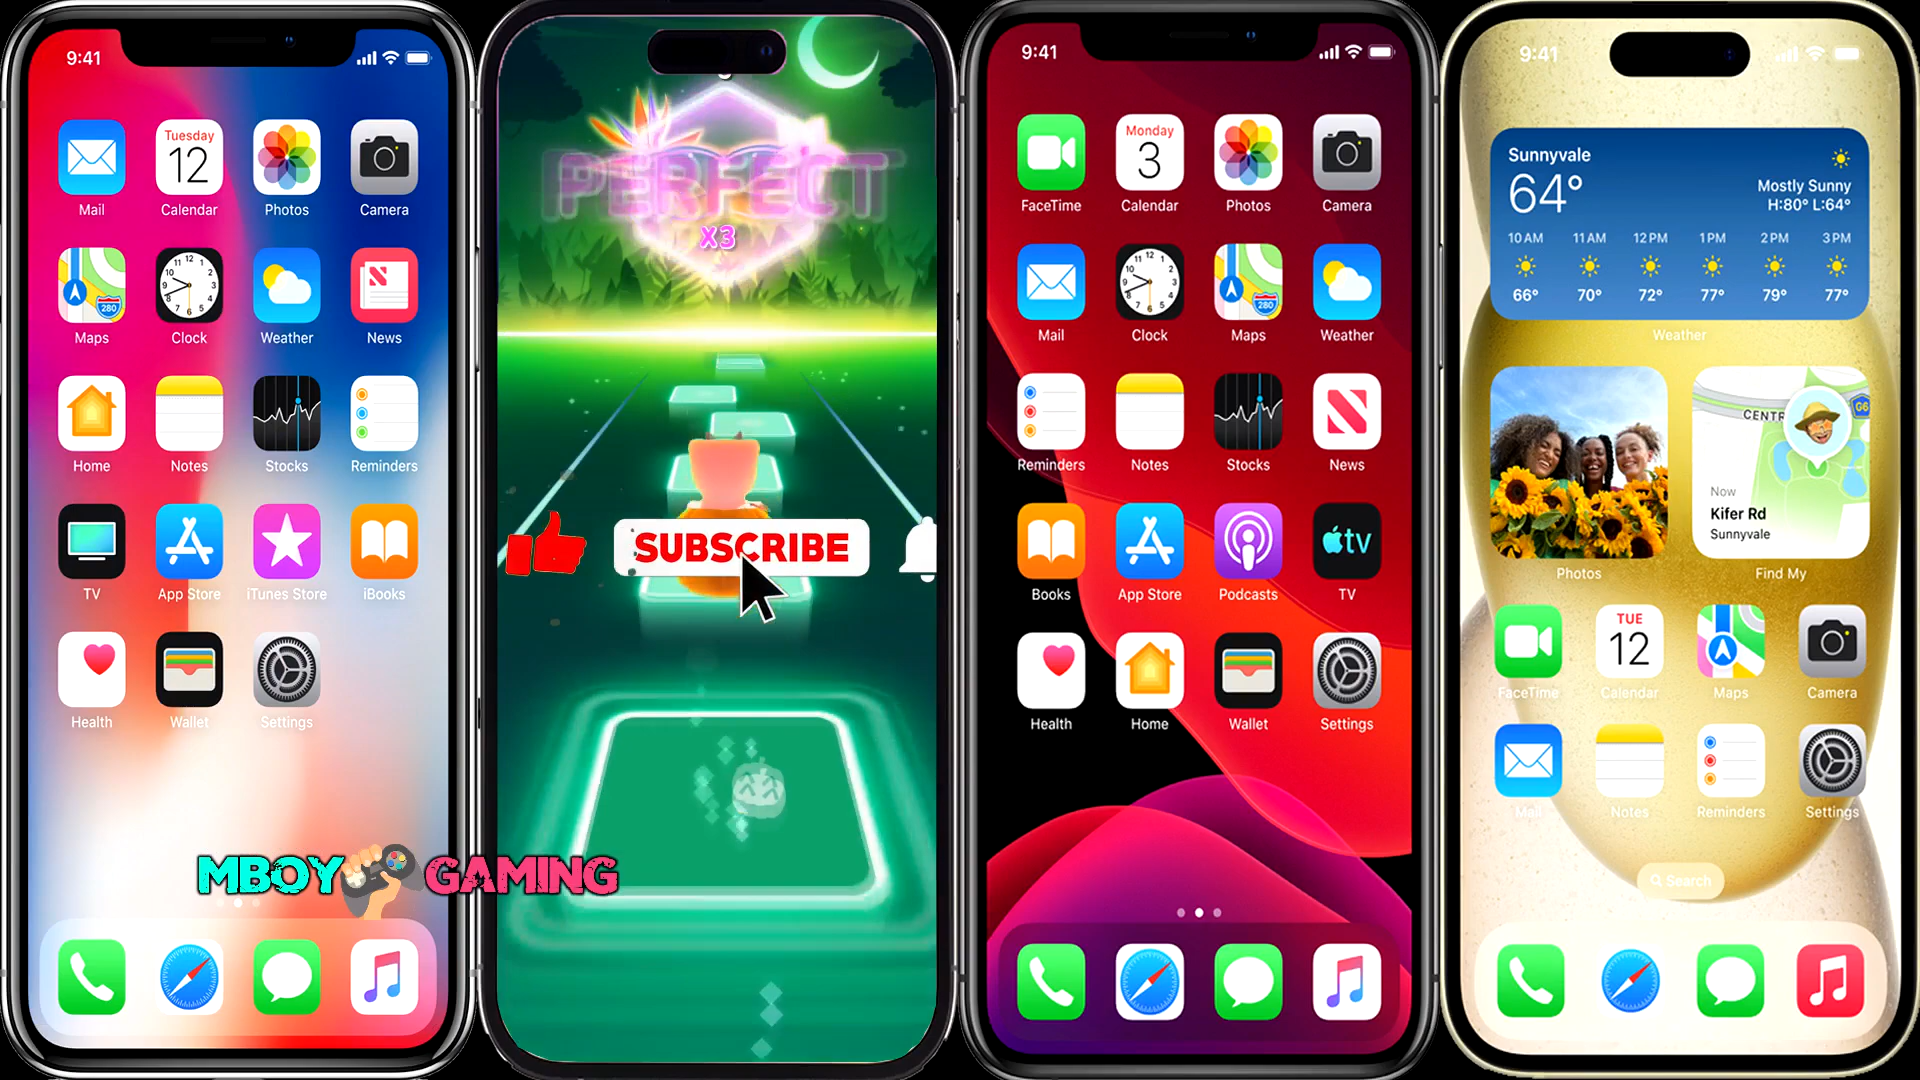 9:41
Tuesday
12
Mail
Calendar
Photos
Camera
280
Maps
Clock
Weather
News
Home
Notes
Stocks
Reminders
TV
App Store
iTunes Store
iBooks
Health
Wallet
Settings
MBOY GAMING
PERFECT
X3
SUBSCRIBE
9:41
Monday
3
FaceTime
Calendar
Photos
Camera
280
Mail
Clock
Maps
Weather
Reminders
Notes
Stocks
News
tv
Books
App Store
Podcasts
TV
Health
Home
Wallet
Settings
9:41
Sunnyvale
64°
Mostly Sunny
H:80° L:64°
10 AM 11 AM 12 PM 1 PM 2 PM 3 PM
66° 70° 72° 77° 79° 77°
Weather
CENTR
G6
Now
Kifer Rd
Sunnyvale
Photos
Find My
TUE
12
FaceTime
Calendar
Maps
Camera
Mail
Notes
Reminders
Settings
Search